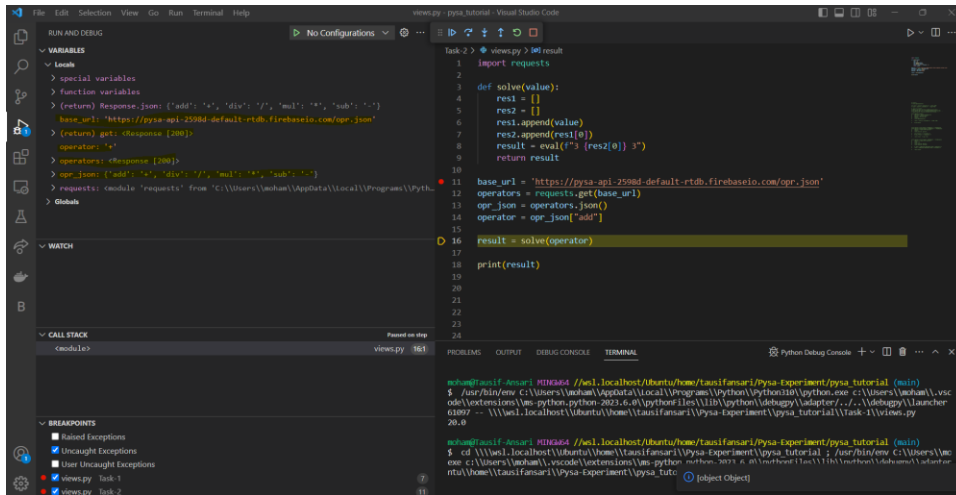 File Edit Selection View Go Run Terminal Help
views.py - pysa_tutorial - Visual Studio Code
RUN AND DEBUG
No Configurations
VARIABLES
Locals
special variables
function variables
(return) Response.json: {'add': '+', 'div': '/', 'mul': '*', 'sub': '-'}
base_url: 'https://pysa-api-2598d-default-rtdb.firebaseio.com/opr.json'
(return) get: <Response [200]>
operator: '+'
operators: <Response [200]>
opr_json: {'add': '+', 'div': '/', 'mul': '*', 'sub': '-'}
requests: <module 'requests' from 'C:\\Users\\moham\\AppData\\Local\\Programs\\Pyth…
Globals
WATCH
CALL STACK
Paused on step
<module>
views.py 16:1
BREAKPOINTS
Raised Exceptions
Uncaught Exceptions
User Uncaught Exceptions
views.py Task-1 7
views.py Task-2 11
Task-2 > views.py > result
1 import requests
2
3 def solve(value):
4 res1 = []
5 res2 = []
6 res1.append(value)
7 res2.append(res1[0])
8 result = eval(f"3 {res2[0]} 3")
9 return result
10
11 base_url = 'https://pysa-api-2598d-default-rtdb.firebaseio.com/opr.json'
12 operators = requests.get(base_url)
13 opr_json = operators.json()
14 operator = opr_json["add"]
15
16 result = solve(operator)
17
18 print(result)
19
20
21
22
23
24
PROBLEMS OUTPUT DEBUG CONSOLE TERMINAL
Python Debug Console
moham@Tausif-Ansari MINGW64 //wsl.localhost/Ubuntu/home/tausifansari/Pysa-Experiment/pysa_tutorial (main)
$ /usr/bin/env C:\\Users\\moham\\AppData\\Local\\Programs\\Python\\Python310\\python.exe c:\\Users\\moham\\.vsc
ode\\extensions\\ms-python.python-2023.6.0\\pythonFiles\\lib\\python\\debugpy\\adapter/../..\\debugpy\\launcher
61097 -- \\\\wsl.localhost\\Ubuntu\\home\\tausifansari\\Pysa-Experiment\\pysa_tutorial\\Task-1\\views.py
20.0
moham@Tausif-Ansari MINGW64 //wsl.localhost/Ubuntu/home/tausifansari/Pysa-Experiment/pysa_tutorial (main)
$ cd \\\\wsl.localhost\\Ubuntu\\home\\tausifansari\\Pysa-Experiment\\pysa_tutorial ; /usr/bin/env C:\\Users\\mo
exe c:\\Users\\moham\\.vscode\\extensions\\ms-python.python-2023.6.0\\pythonFiles\\lib\\python\\debugpy\\adapter
ntu\\home\\tausifansari\\Pysa-Experiment\\pysa_tuto
[object Object]